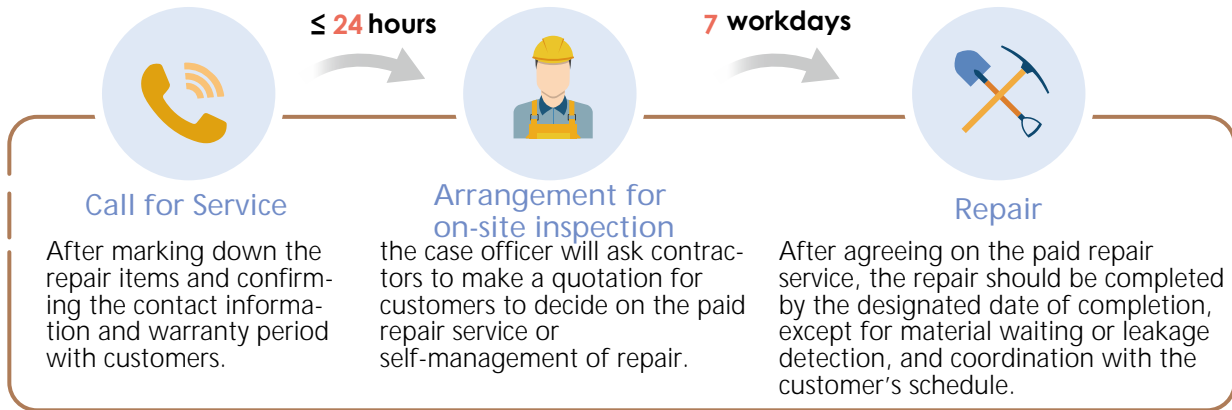 ≤ 24 hours
7 workdays
Call for Service
After marking down the
repair items and confirm-
ing the contact informa-
tion and warranty period
with customers.
Arrangement for
on-site inspection
the case officer will ask contrac-
tors to make a quotation for
customers to decide on the paid
repair service or
self-management of repair.
Repair
After agreeing on the paid repair
service, the repair should be completed
by the designated date of completion,
except for material waiting or leakage
detection, and coordination with the
customer's schedule.